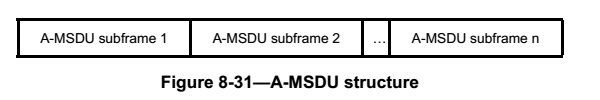 A-MSDU subframe 1 A-MSDU subframe 2 ... A-MSDU subframe n
Figure 8-31—A-MSDU structure